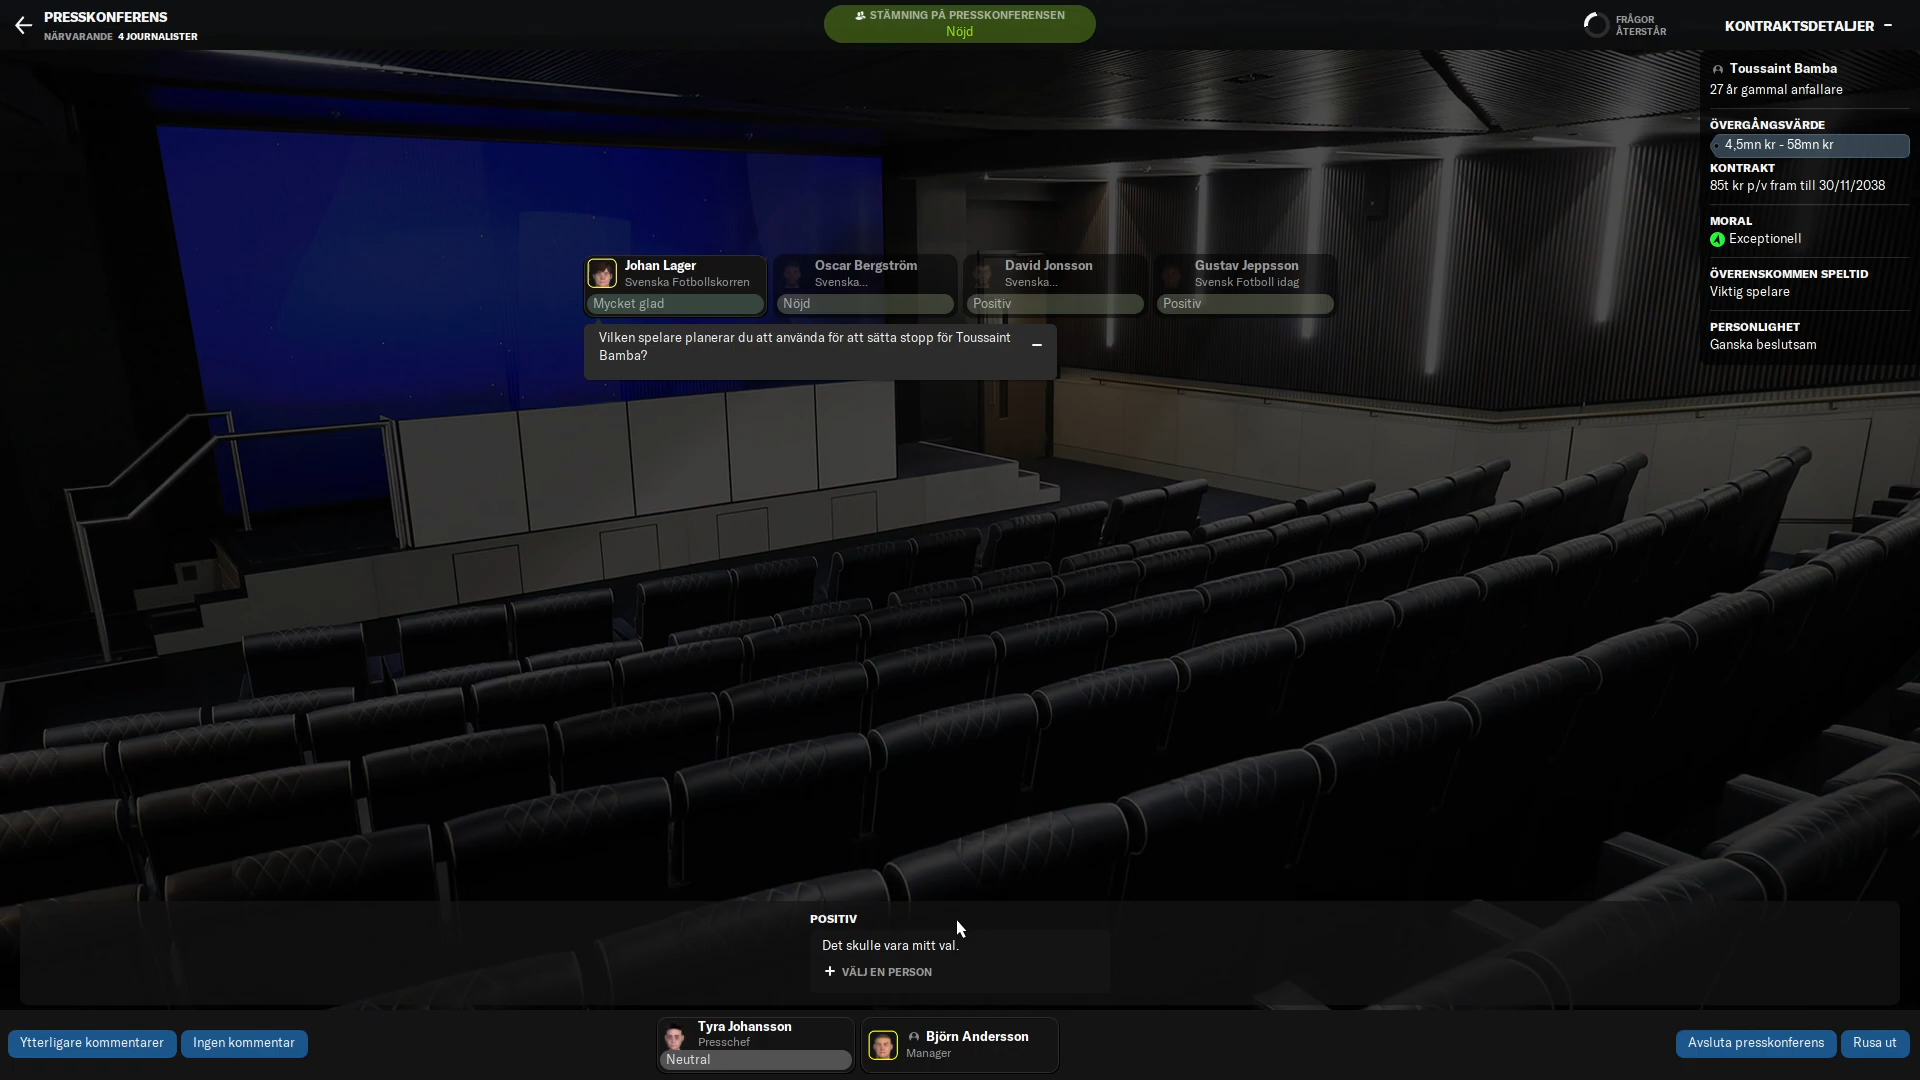 PRESSKONFERENS
NÄRVARANDE 4 JOURNALISTER
STÄMNING PÅ PRESSKONFERENSEN
Nöjd
FRÅGOR
ÅTERSTÅR
KONTRAKTSDETALJER
Toussaint Bamba
27 år gammal anfallare
ÖVERGÅNGSVÄRDE
4,5mn kr - 58mn kr
KONTRAKT
85t kr p/v fram till 30/11/2038
MORAL
Exceptionell
ÖVERENSKOMMEN SPELTID
Viktig spelare
PERSONLIGHET
Ganska beslutsam
Johan Lager
Svenska Fotbollskorren
Mycket glad
Oscar Bergström
Svenska...
Nöjd
David Jonsson
Svenska...
Positiv
Gustav Jeppsson
Svensk Fotboll idag
Positiv
Vilken spelare planerar du att använda för att sätta stopp för Toussaint
Bamba?
POSITIV
Det skulle vara mitt val.
VÄLJ EN PERSON
Ytterligare kommentarer
Ingen kommentar
Tyra Johansson
Presschef
Neutral
Björn Andersson
Manager
Avsluta presskonferens
Rusa ut